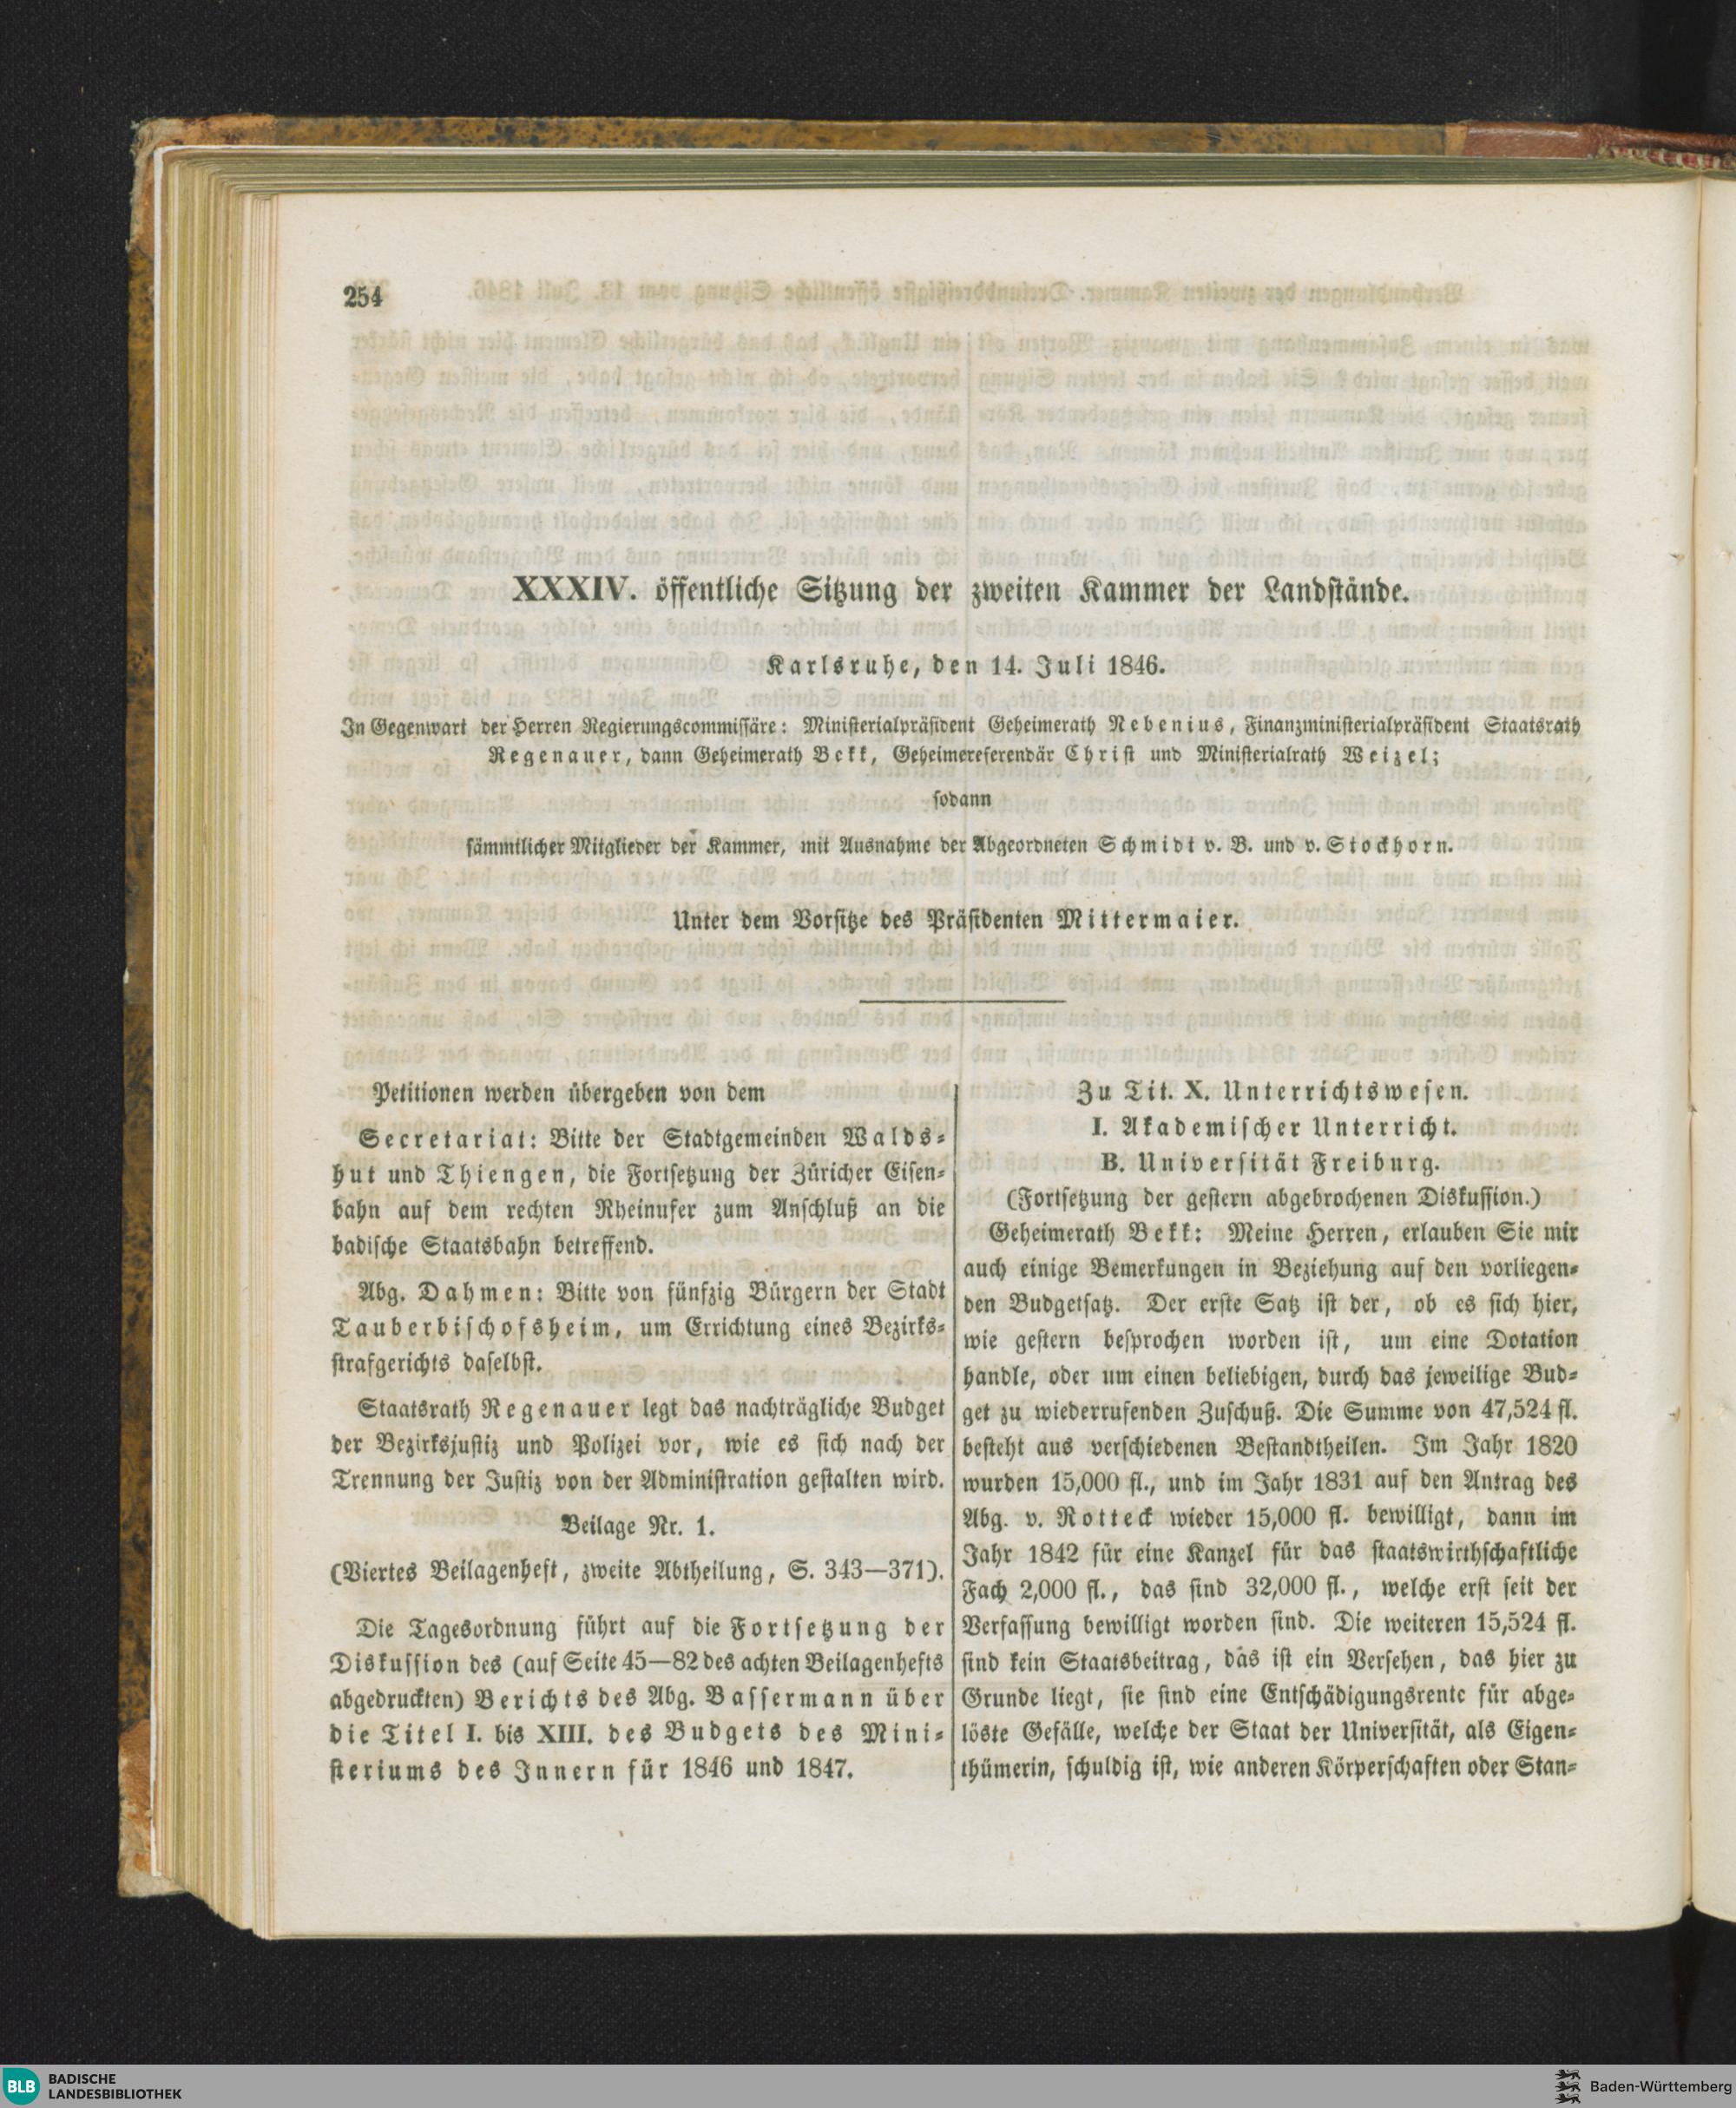 254
XXXIV. öffentliche Sitzung der zweiten Kammer der Landstände.
Karlsruhe, den 14. Juli 1846.
In Gegenwart der Herren Regierungscommissäre: Ministerialpräsident Geheimerath Nebenius, Finanzministerialpräsident Staatsrath
Regenauer, dann Geheimerath Bekk, Geheimereferendär Christ und Ministerialrath Weizel;
sodann
sämmtlicher Mitglieder der Kammer, mit Ausnahme der Abgeordneten Schmidt v. B. und v. Stockhorn.
Unter dem Vorsitze des Präsidenten Mittermaier.
Petitionen werden übergeben von dem
Secretariat: Bitte der Stadtgemeinden Walds-
hut und Thiengen, die Fortsetzung der Züricher Eisen-
bahn auf dem rechten Rheinufer zum Anschluß an die
badische Staatsbahn betreffend.
Abg. Dahmen: Bitte von fünfzig Bürgern der Stadt
Tauberbischofsheim, um Errichtung eines Bezirks-
strafgerichts daselbst.
Staatsrath Regenauer legt das nachträgliche Budget
der Bezirksjustiz und Polizei vor, wie es sich nach der
Trennung der Justiz von der Administration gestalten wird.
Beilage Nr. 1.
(Viertes Beilagenheft, zweite Abtheilung, S. 343—371).
Die Tagesordnung führt auf die Fortsetzung der
Diskussion des (auf Seite 45—82 des achten Beilagenhefts
abgedruckten) Berichts des Abg. Bassermann über
die Titel I. bis XIII. des Budgets des Mini-
steriums des Innern für 1846 und 1847.
Zu Tit. X. Unterrichtswesen.
I. Akademischer Unterricht.
B. Universität Freiburg.
(Fortsetzung der gestern abgebrochenen Diskussion.)
Geheimerath Bekk: Meine Herren, erlauben Sie mir
auch einige Bemerkungen in Beziehung auf den vorliegen-
den Budgetsatz. Der erste Satz ist der, ob es sich hier,
wie gestern besprochen worden ist, um eine Dotation
handle, oder um einen beliebigen, durch das jeweilige Bud-
get zu wiederrufenden Zuschuß. Die Summe von 47,524 fl.
besteht aus verschiedenen Bestandtheilen. Im Jahr 1820
wurden 15,000 fl., und im Jahr 1831 auf den Antrag des
Abg. v. Rotteck wieder 15,000 fl. bewilligt, dann im
Jahr 1842 für eine Kanzel für das staatswirthschaftliche
Fach 2,000 fl., das sind 32,000 fl., welche erst seit der
Verfassung bewilligt worden sind. Die weiteren 15,524 fl.
sind kein Staatsbeitrag, das ist ein Versehen, das hier zu
Grunde liegt, sie sind eine Entschädigungsrente für abge-
löste Gefälle, welche der Staat der Universität, als Eigen-
thümerin, schuldig ist, wie anderen Körperschaften oder Stan-
BLB BADISCHE
LANDESBIBLIOTHEK
Baden-Württemberg